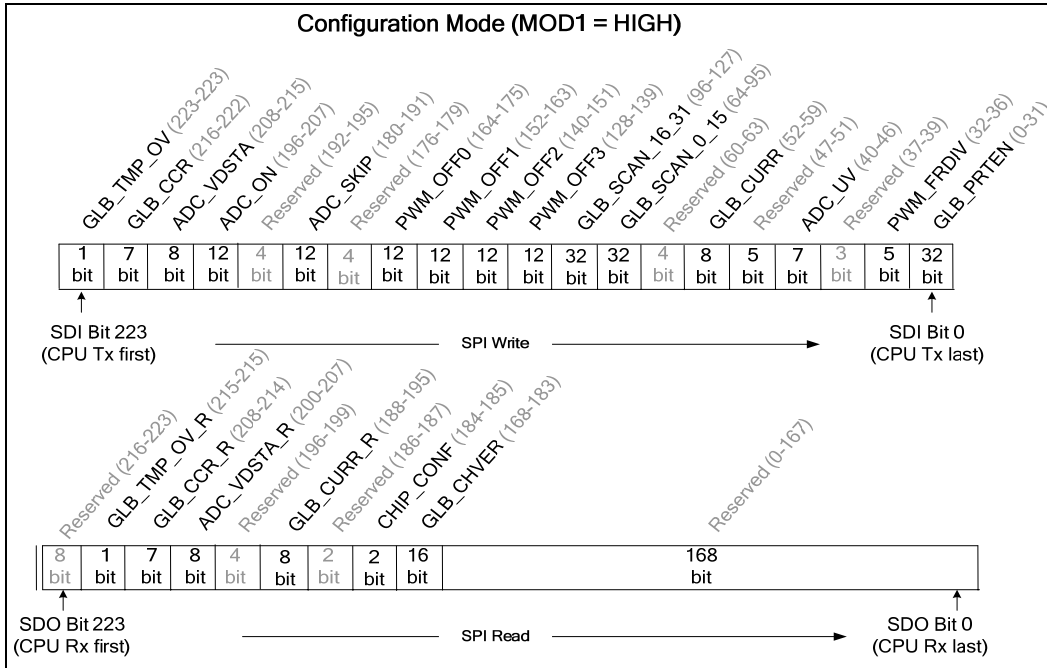 Configuration Mode (MOD1 = HIGH)
GLB_TMP_OV (223-223)
GLB_CCR (216-222)
ADC_VDSTA (208-215)
ADC_ON (196-207)
Reserved (192-195)
ADC_SKIP (180-191)
Reserved (176-179)
PWM_OFF0 (164-175)
PWM_OFF1 (152-163)
PWM_OFF2 (140-151)
PWM_OFF3 (128-139)
GLB_SCAN_16_31 (96-127)
GLB_SCAN_0_15 (64-95)
Reserved (60-63)
GLB_CURR (52-59)
Reserved (47-51)
ADC_UV (40-46)
Reserved (37-39)
PWM_FRDIV (32-36)
GLB_PRTEN (0-31)
1 7 8 12 4 12 4 12 12 12 12 32 32 4 8 5 7 3 5 32
bit bit bit bit bit bit bit bit bit bit bit bit bit bit bit bit bit bit bit bit
SDI Bit 223 SDI Bit 0
(CPU Tx first) SPI Write (CPU Tx last)
Reserved (216-223)
GLB_TMP_OV_R (215-215)
GLB_CCR_R (208-214)
ADC_VDSTA_R (200-207)
Reserved (196-199)
GLB_CURR_R (188-195)
Reserved (186-187)
CHIP_CONF (184-185)
GLB_CHVER (168-183)
Reserved (0-167)
8 1 7 8 4 8 2 2 16 168
bit bit bit bit bit bit bit bit bit bit
SDO Bit 223 SDO Bit 0
(CPU Rx first) SPI Read (CPU Rx last)